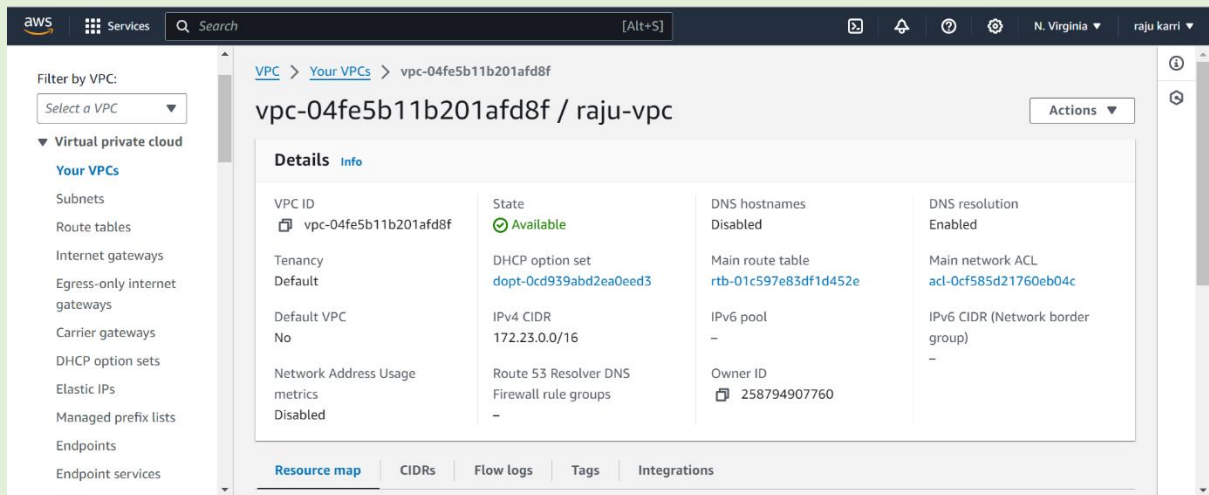 aws Services Search [Alt+S] N. Virginia ▼ raju karri ▼
Filter by VPC:
Select a VPC ▼
▼ Virtual private cloud
Your VPCs
Subnets
Route tables
Internet gateways
Egress-only internet
gateways
Carrier gateways
DHCP option sets
Elastic IPs
Managed prefix lists
Endpoints
Endpoint services
VPC > Your VPCs > vpc-04fe5b11b201afd8f
vpc-04fe5b11b201afd8f / raju-vpc
Actions ▼
Details Info
VPC ID
vpc-04fe5b11b201afd8f
State
Available
DNS hostnames
Disabled
DNS resolution
Enabled
Tenancy
Default
DHCP option set
dopt-0cd939abd2ea0eed3
Main route table
rtb-01c597e83df1d452e
Main network ACL
acl-0cf585d21760eb04c
Default VPC
No
IPv4 CIDR
172.23.0.0/16
IPv6 pool
–
IPv6 CIDR (Network border
group)
–
Network Address Usage
metrics
Disabled
Route 53 Resolver DNS
Firewall rule groups
–
Owner ID
258794907760
Resource map CIDRs Flow logs Tags Integrations